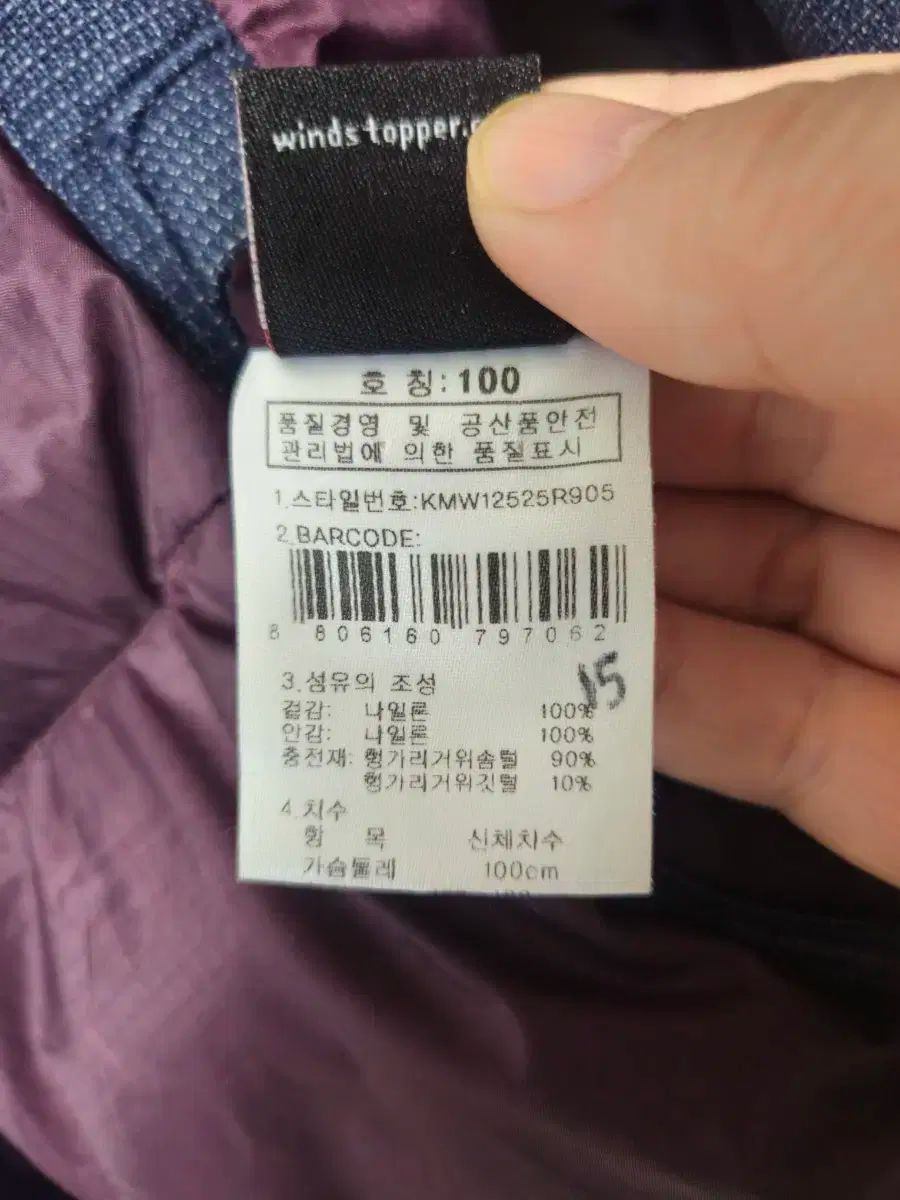 windstopper.
호 칭: 100
품질경영 및 공산품안전
관리법에 의한 품질표시
1.스타일번호:KMW12525R905
2.BARCODE:
8 806160 797062
15
3.섬유의 조성
겉감: 나일론 100%
안감: 나일론 100%
충전재: 헝가리거위솜털 90%
헝가리거위깃털 10%
4.치수
항 목 신체치수
가슴둘레 100cm